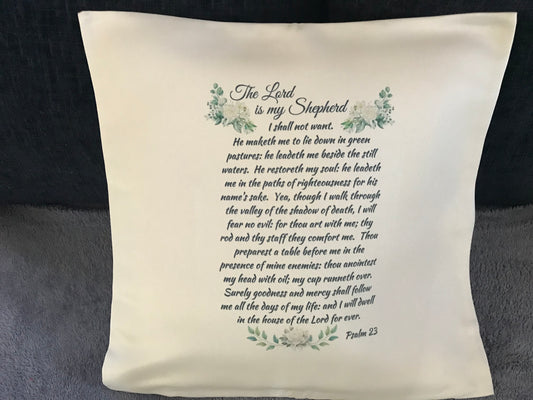 The Lord
is my Shepherd
I shall not want.
He maketh me to lie down in green
pastures: he leadeth me beside the still
waters. He restoreth my soul: he leadeth
me in the paths of righteousness for his
name's sake. Yea, though I walk through
the valley of the shadow of death, I will
fear no evil: for thou art with me; thy
rod and thy staff they comfort me. Thou
preparest a table before me in the
presence of mine enemies: thou anointest
my head with oil; my cup runneth over.
Surely goodness and mercy shall follow
me all the days of my life: and I will dwell
in the house of the Lord for ever.
Psalm 23